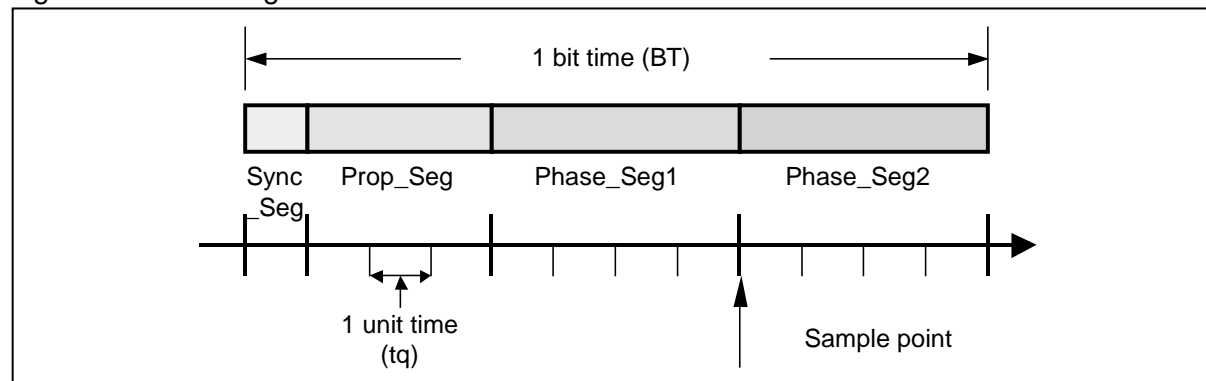 1 bit time (BT)
Sync
_Seg
Prop_Seg
Phase_Seg1
Phase_Seg2
1 unit time
(tq)
Sample point